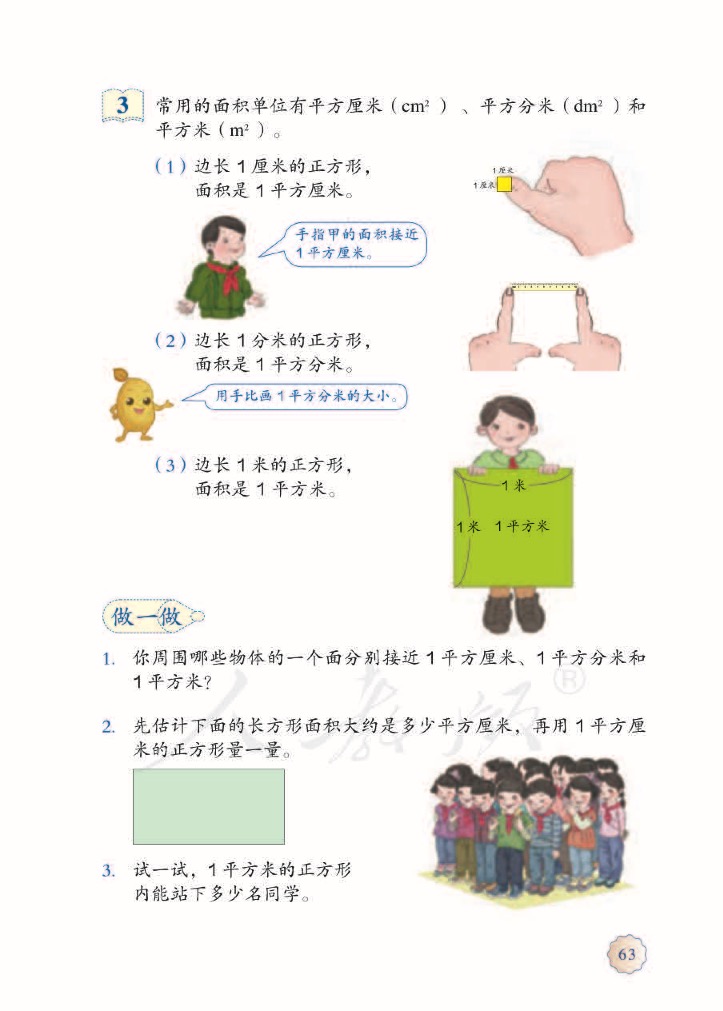 3 常用的面积单位有平方厘米（cm²）、平方分米（dm²）和
平方米（m²）。
（1）边长1厘米的正方形，
面积是1平方厘米。
1厘米
1厘米
手指甲的面积接近
1平方厘米。
（2）边长1分米的正方形，
面积是1平方分米。
用手比画1平方分米的大小。
（3）边长1米的正方形，
面积是1平方米。
1米
1米 1平方米
做一做
1. 你周围哪些物体的一个面分别接近1平方厘米、1平方分米和
1平方米？
2. 先估计下面的长方形面积大约是多少平方厘米，再用1平方厘
米的正方形量一量。
3. 试一试，1平方米的正方形
内能站下多少名同学。
人教师®
63